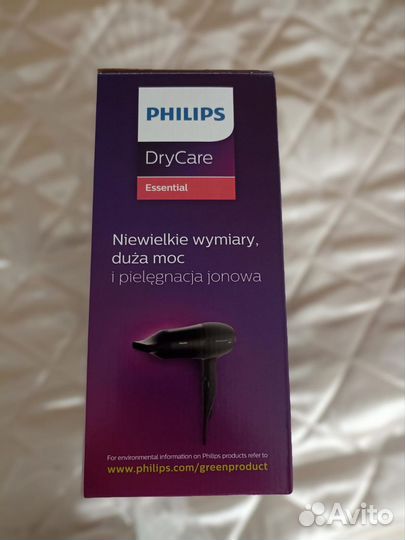 PHILIPS
DryCare
Essential
Niewielkie wymiary,
duża moc
i pielęgnacja jonowa
For environmental information on Philips products refer to
www.philips.com/greenproduct
Avito